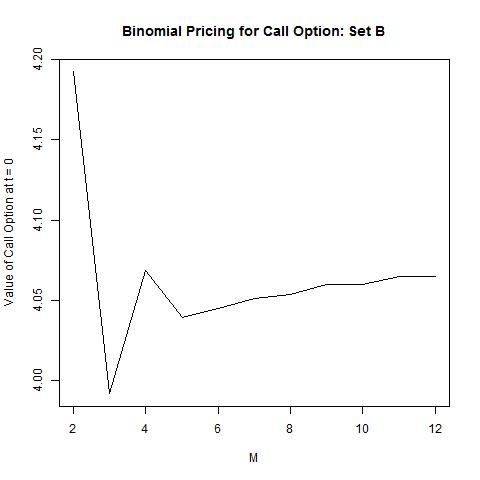 Binomial Pricing for Call Option: Set B
Value of Call Option at t = 0
4.20
4.15
4.10
4.05
4.00
2 4 6 8 10 12
M